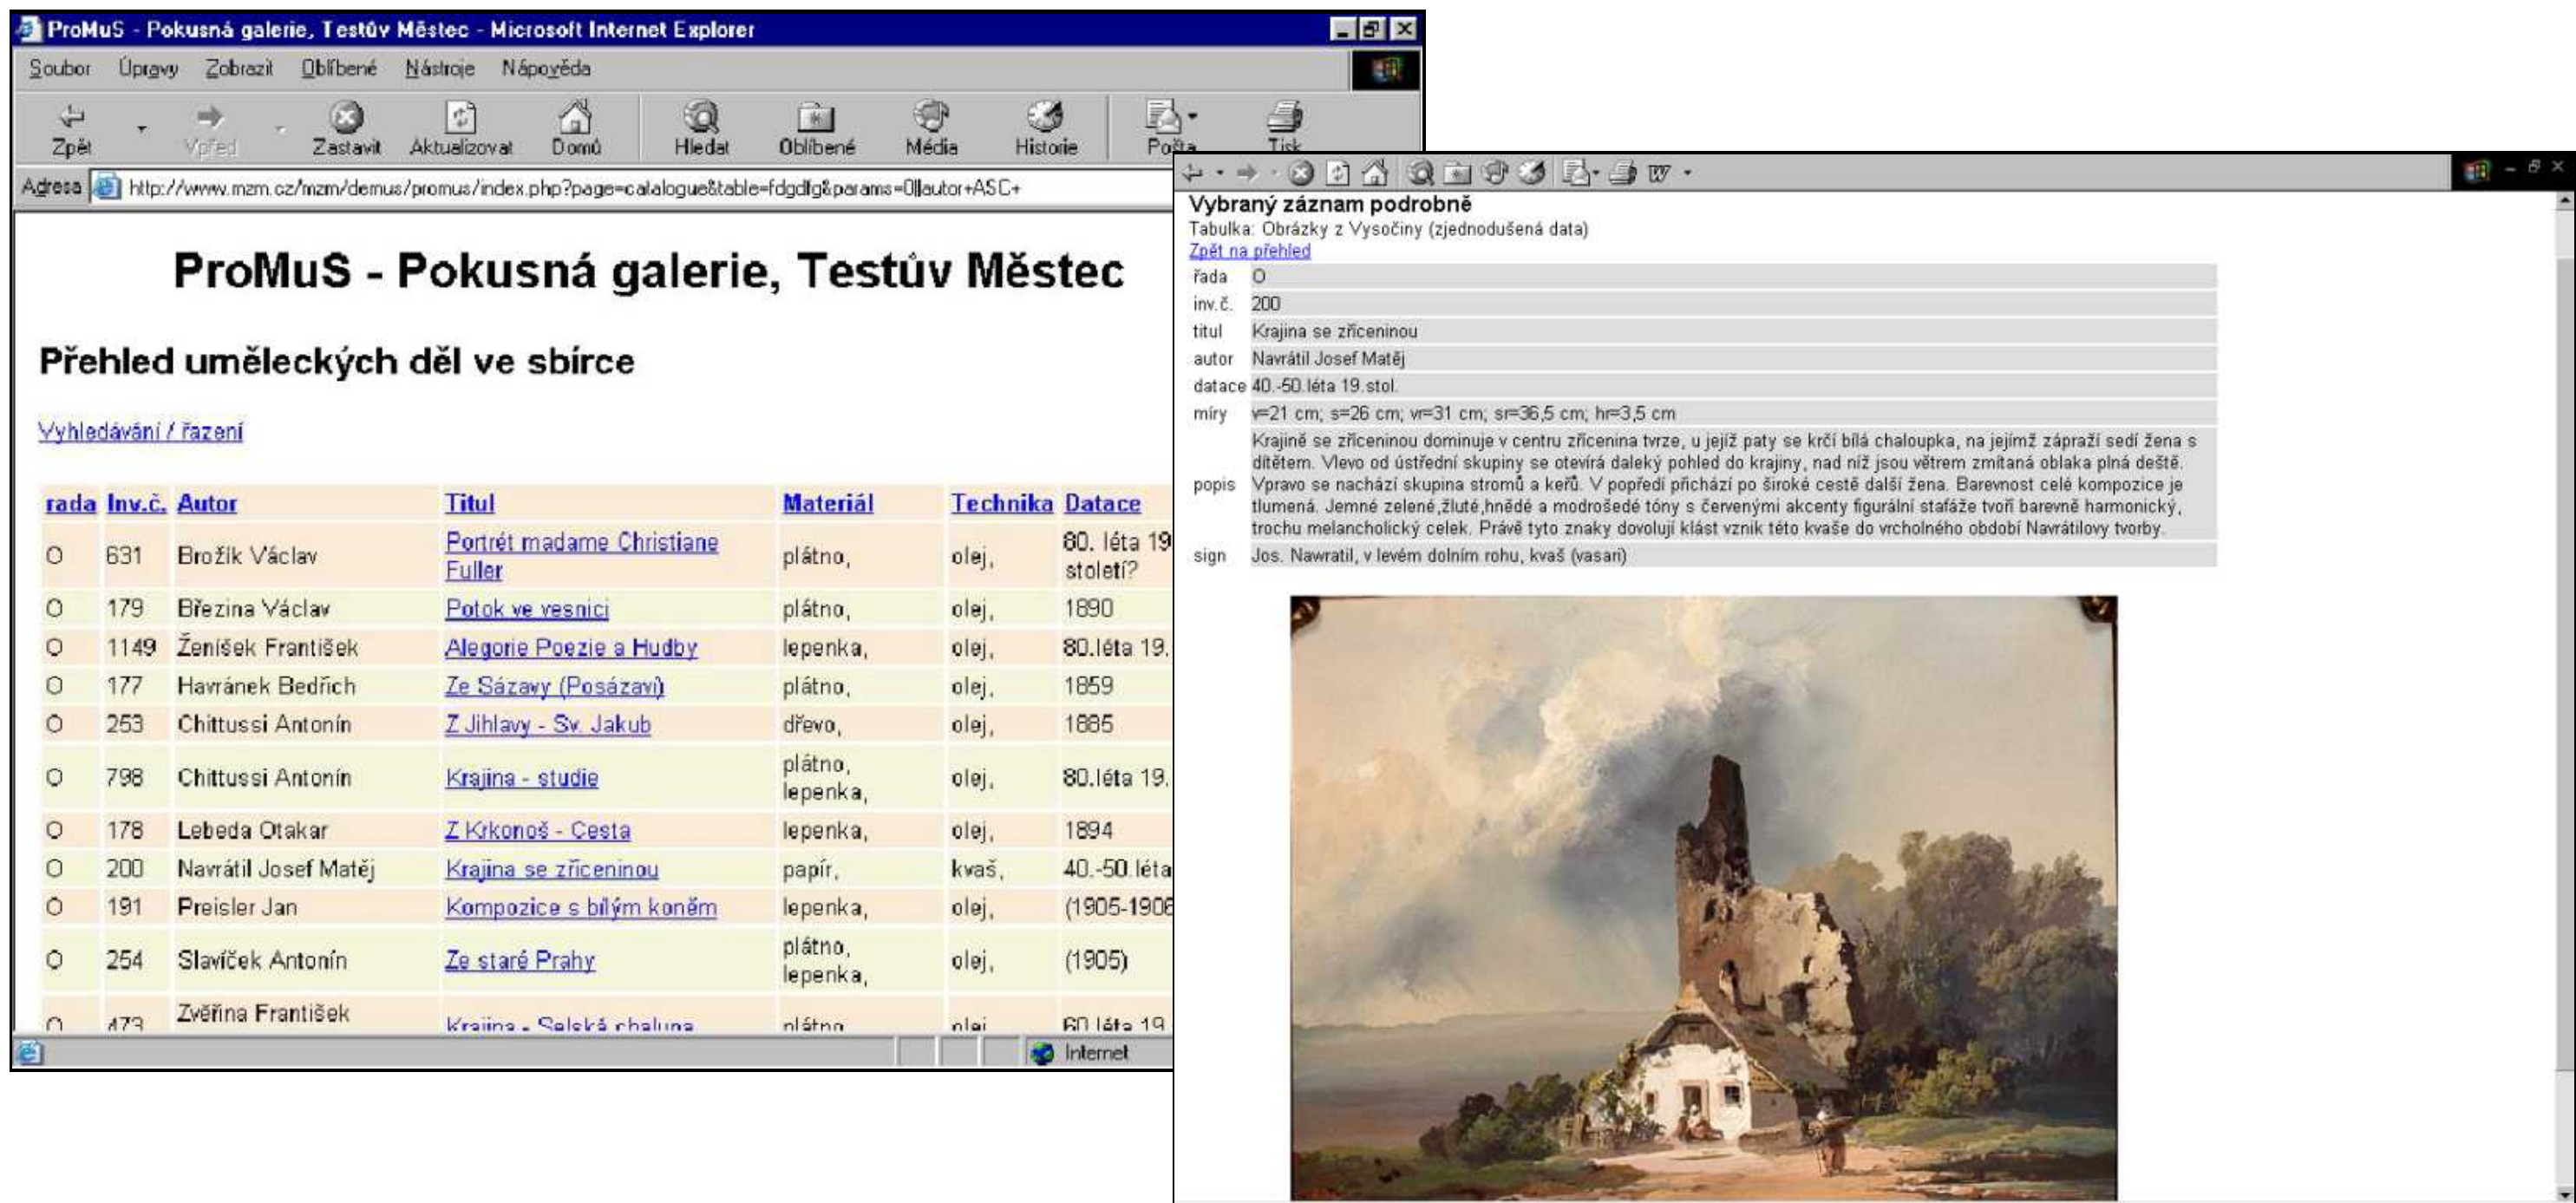 ProMuS - Pokusná galerie, Testův Městec - Microsoft Internet Explorer
Soubor Úpravy Zobrazit Oblíbené Nástroje Nápověda
Zpět Vpřed Zastavit Aktualizovat Domů Hledat Oblíbené Média Historie Pošta Tisk
Adresa http://www.mzm.cz/mzm/demus/promus/index.php?page=catalogue&table=fdgdfg&params=0||autor+ASC+
ProMuS - Pokusná galerie, Testův Městec
Přehled uměleckých děl ve sbírce
Vyhledávání / řazení
rada Inv.č. Autor Titul Materiál Technika Datace
O 631 Brožík Václav Portrét madame Christiane Fuller plátno, olej, 80. léta 19 století?
O 179 Březina Václav Potok ve vesnici plátno, olej, 1890
O 1149 Ženíšek František Alegorie Poezie a Hudby lepenka, olej, 80.léta 19.
O 177 Havránek Bedřich Ze Sázavy (Posázaví) plátno, olej, 1859
O 253 Chittussi Antonín Z Jihlavy - Sv. Jakub dřevo, olej, 1885
O 798 Chittussi Antonín Krajina - studie plátno, lepenka, olej, 80.léta 19.
O 178 Lebeda Otakar Z Krkonoš - Cesta lepenka, olej, 1894
O 200 Navrátil Josef Matěj Krajina se zříceninou papír, kvaš, 40.-50.léta
O 191 Preisler Jan Kompozice s bílým koněm lepenka, olej, (1905-1906
O 254 Slavíček Antonín Ze staré Prahy plátno, lepenka, olej, (1905)
O 473 Zvěřina František Krajina - Selská chalupa plátno olej 60.léta 19
Internet
Vybraný záznam podrobně
Tabulka: Obrázky z Vysočiny (zjednodušená data)
Zpět na přehled
řada O
inv.č. 200
titul Krajina se zříceninou
autor Navrátil Josef Matěj
datace 40.-50.léta 19.stol.
míry v=21 cm; s=26 cm; vr=31 cm; sr=36,5 cm; hr=3,5 cm
popis Krajině se zříceninou dominuje v centru zřícenina tvrze, u jejíž paty se krčí bílá chaloupka, na jejímž zápraží sedí žena s
dítětem. Vlevo od ústřední skupiny se otevírá daleký pohled do krajiny, nad níž jsou větrem zmítaná oblaka plná deště.
Vpravo se nachází skupina stromů a keřů. V popředí přichází po široké cestě další žena. Barevnost celé kompozice je
tlumená. Jemné zelené,žluté,hnědé a modrošedé tóny s červenými akcenty figurální stafáže tvoří barevně harmonický,
trochu melancholický celek. Právě tyto znaky dovolují klást vznik této kvaše do vrcholného období Navrátilovy tvorby.
sign Jos. Nawratil, v levém dolním rohu, kvaš (vasari)